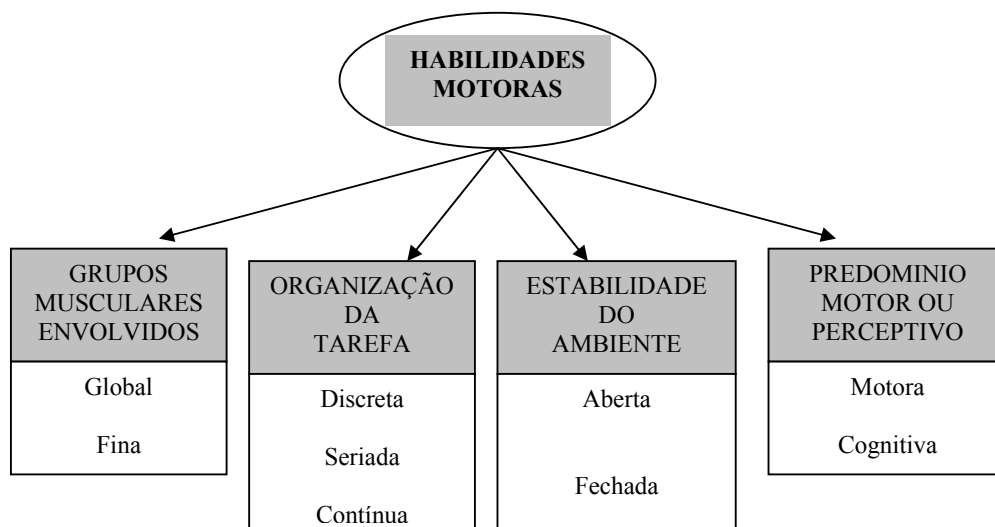 HABILIDADES
MOTORAS
GRUPOS
MUSCULARES
ENVOLVIDOS
Global
Fina
ORGANIZAÇÃO
DA
TAREFA
Discreta
Seriada
Contínua
ESTABILIDADE
DO
AMBIENTE
Aberta
Fechada
PREDOMINIO
MOTOR OU
PERCEPTIVO
Motora
Cognitiva